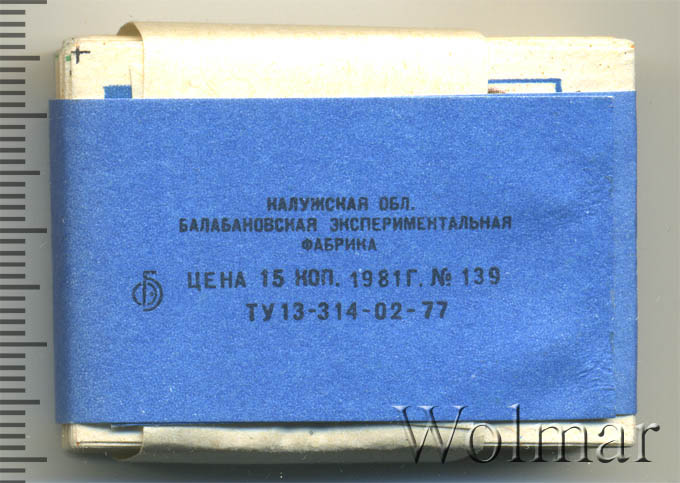 КАЛУЖСКАЯ ОБЛ.
БАЛАБАНОВСКАЯ ЭКСПЕРИМЕНТАЛЬНАЯ
ФАБРИКА
ЦЕНА 15 КОП. 1981Г. № 139
ТУ13-314-02-77
Wolmar